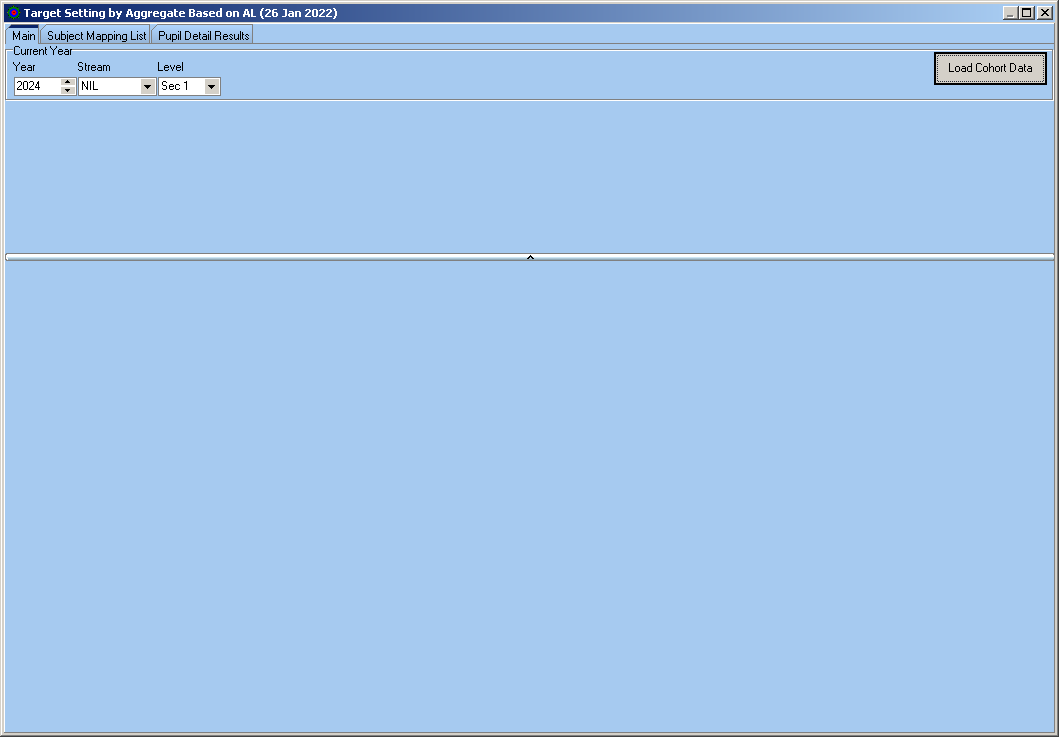 Target Setting by Aggregate Based on AL (26 Jan 2022)
Main Subject Mapping List Pupil Detail Results
Current Year
Year Stream Level
Load Cohort Data
2024 NIL Sec 1